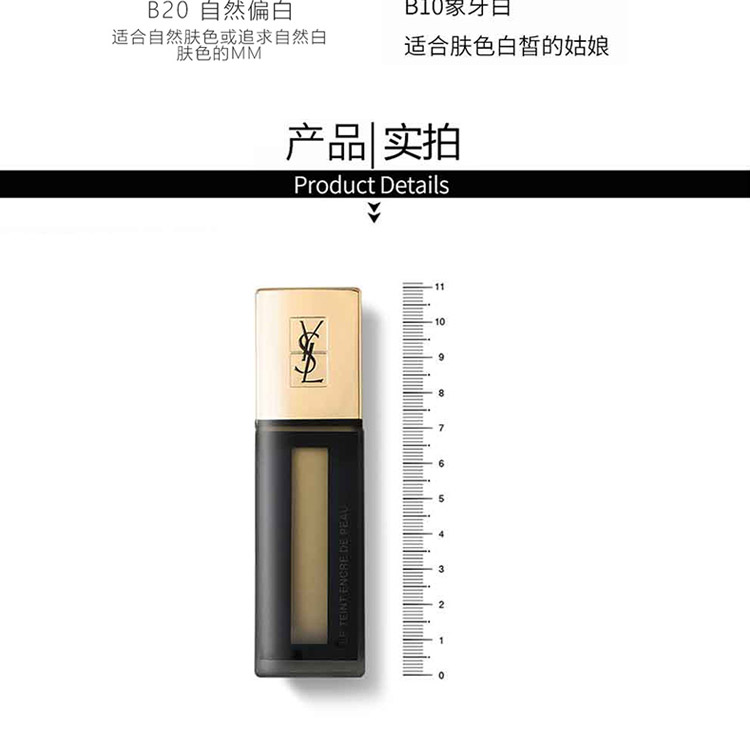 B20 自然偏白
适合自然肤色或追求自然白
肤色的MM
B10象牙白
适合肤色白皙的姑娘
产品|实拍
Product Details
YSL
LE TEINT ENCRE DE PEAU
11
10
9
8
7
6
5
4
3
2
1
0